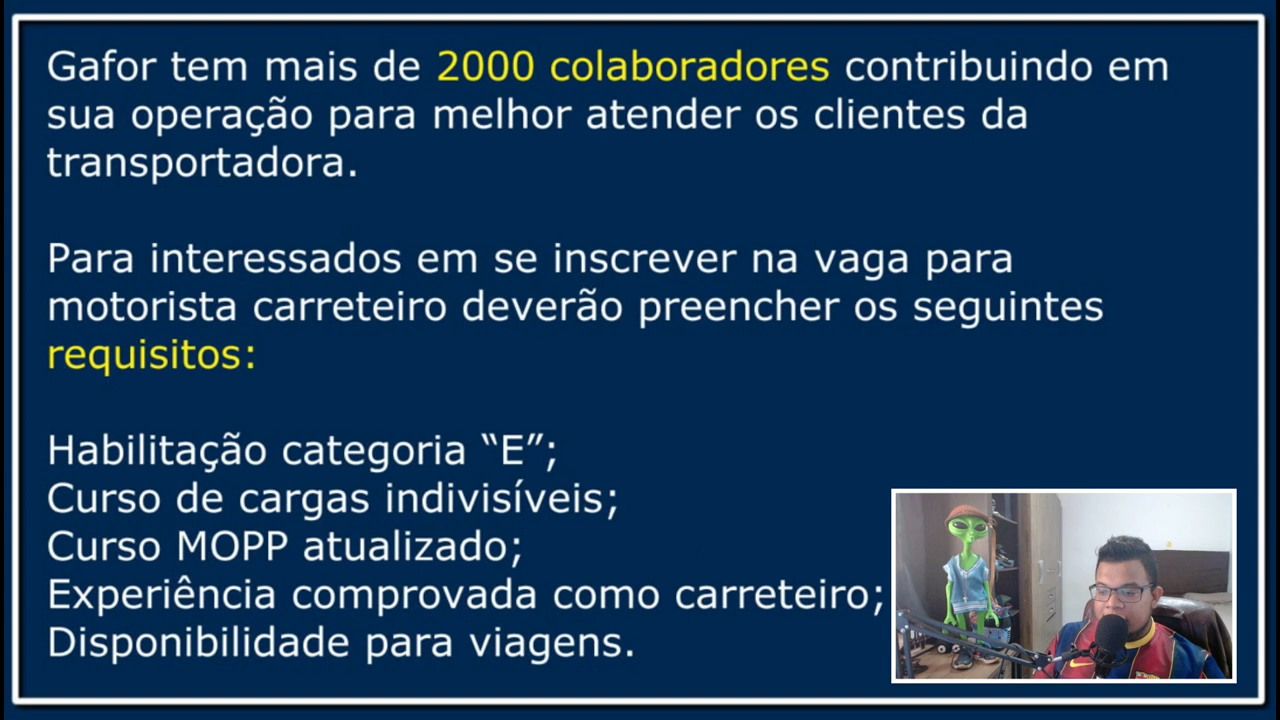 Gafor tem mais de 2000 colaboradores contribuindo em
sua operação para melhor atender os clientes da
transportadora.
Para interessados em se inscrever na vaga para
motorista carreteiro deverão preencher os seguintes
requisitos:
Habilitação categoria “E”;
Curso de cargas indivisíveis;
Curso MOPP atualizado;
Experiência comprovada como carreteiro;
Disponibilidade para viagens.